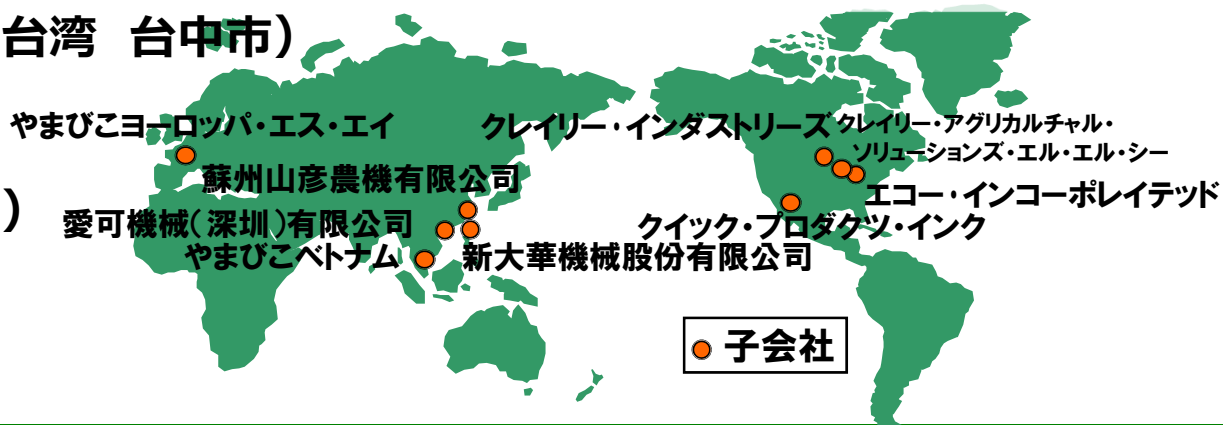 台湾 台中市）
やまびこヨーロッパ・エス・エイ
クレイリー・インダストリーズ
クレイリー・アグリカルチャル・
ソリューションズ・エル・エル・シー
蘇州山彦農機有限公司
エコー・インコーポレイテッド
）
愛可機械（深圳）有限公司
クイック・プロダクツ・インク
やまびこベトナム
新大華機械股份有限公司
子会社